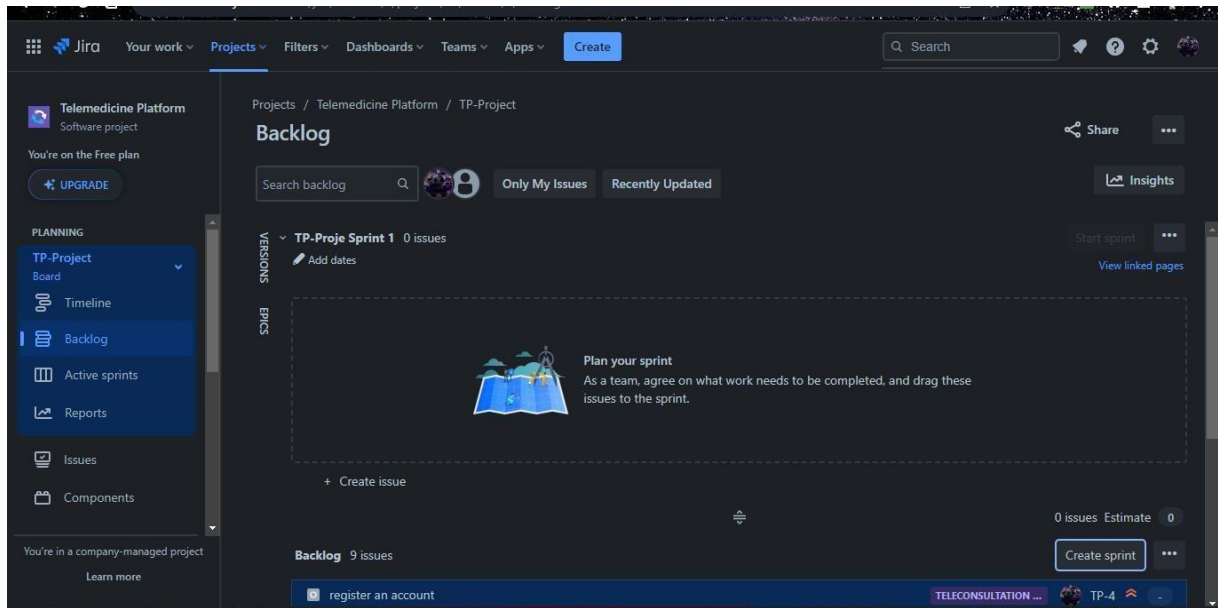 Jira Your work Projects Filters Dashboards Teams Apps Create Search
Telemedicine Platform
Software project
You're on the Free plan
UPGRADE
PLANNING
TP-Project
Board
Timeline
Backlog
Active sprints
Reports
Issues
Components
You're in a company-managed project
Learn more
Projects / Telemedicine Platform / TP-Project
Backlog
Share
Search backlog Only My Issues Recently Updated Insights
VERSIONS
EPICS
TP-Proje Sprint 1 0 issues Start sprint
Add dates View linked pages
Plan your sprint
As a team, agree on what work needs to be completed, and drag these
issues to the sprint.
+ Create issue
0 issues Estimate 0
Backlog 9 issues Create sprint
register an account TELECONSULTATION ... TP-4 -